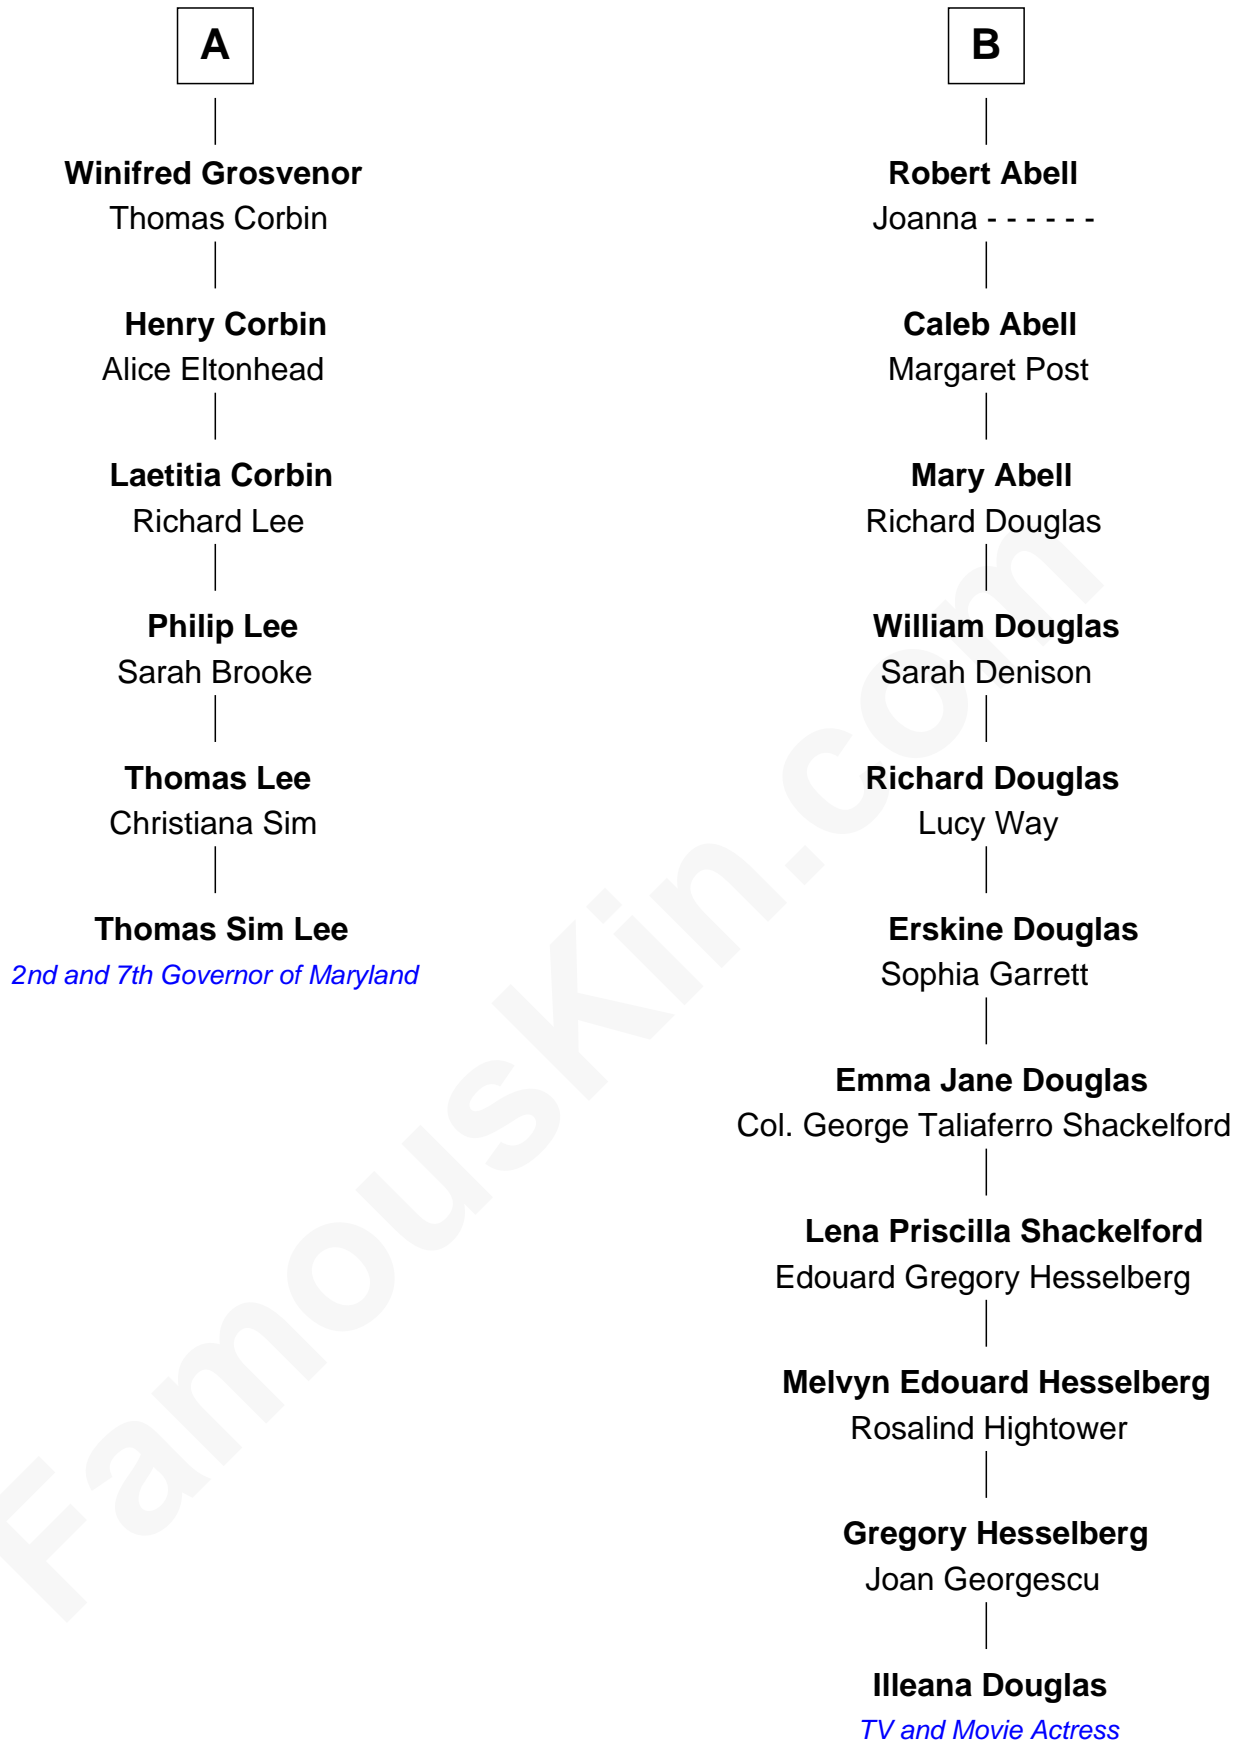 A
Winifred Grosvenor
Thomas Corbin
Henry Corbin
Alice Eltonhead
Laetitia Corbin
Richard Lee
Philip Lee
Sarah Brooke
Thomas Lee
Christiana Sim
Thomas Sim Lee
2nd and 7th Governor of Maryland
B
Robert Abell
Joanna - - - - - -
Caleb Abell
Margaret Post
Mary Abell
Richard Douglas
William Douglas
Sarah Denison
Richard Douglas
Lucy Way
Erskine Douglas
Sophia Garrett
Emma Jane Douglas
Col. George Taliaferro Shackelford
Lena Priscilla Shackelford
Edouard Gregory Hesselberg
Melvyn Edouard Hesselberg
Rosalind Hightower
Gregory Hesselberg
Joan Georgescu
Illeana Douglas
TV and Movie Actress
FamousKin.com